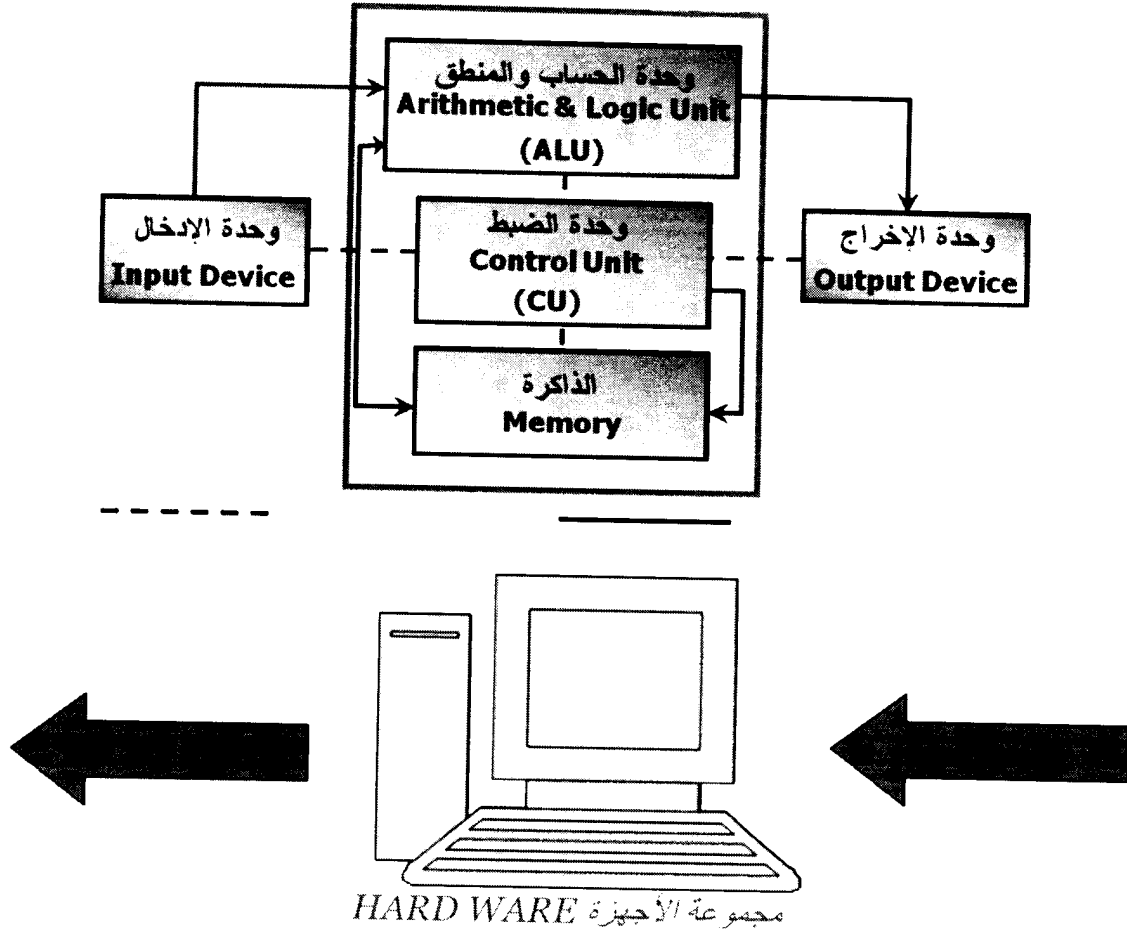 وحدة الحساب والمنطق
Arithmetic & Logic Unit
(ALU)
وحدة الإدخال
Input Device
وحدة الضبط
Control Unit
(CU)
وحدة الاخراج
Output Device
الذاكرة
Memory
مجموعة الأجهزة HARD WARE